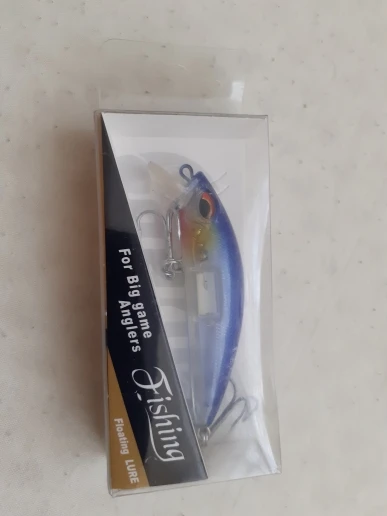 For Big game
Anglers
Fishing
Floating LURE